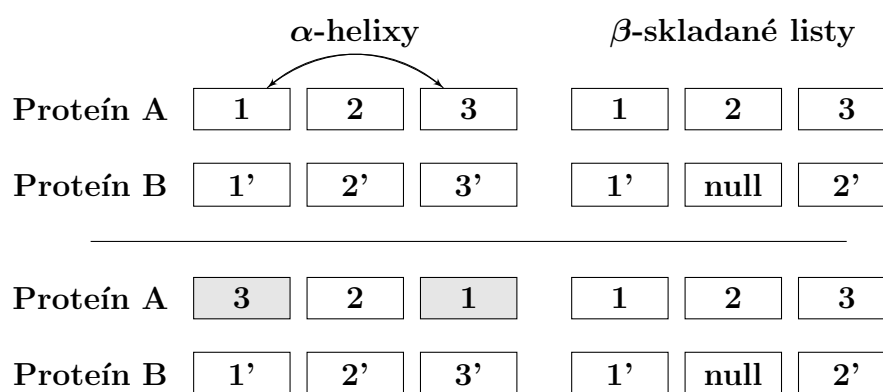 α-helixy β-skladané listy
Proteín A 1 2 3 1 2 3
Proteín B 1' 2' 3' 1' null 2'
Proteín A 3 2 1 1 2 3
Proteín B 1' 2' 3' 1' null 2'